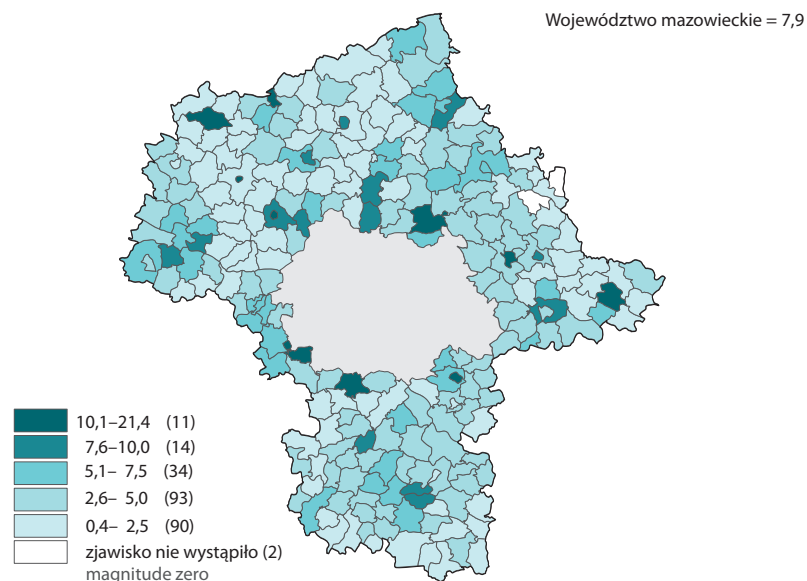 Województwo mazowieckie = 7,9
10,1–21,4 (11)
7,6–10,0 (14)
5,1– 7,5 (34)
2,6– 5,0 (93)
0,4– 2,5 (90)
zjawisko nie wystąpiło (2)
magnitude zero